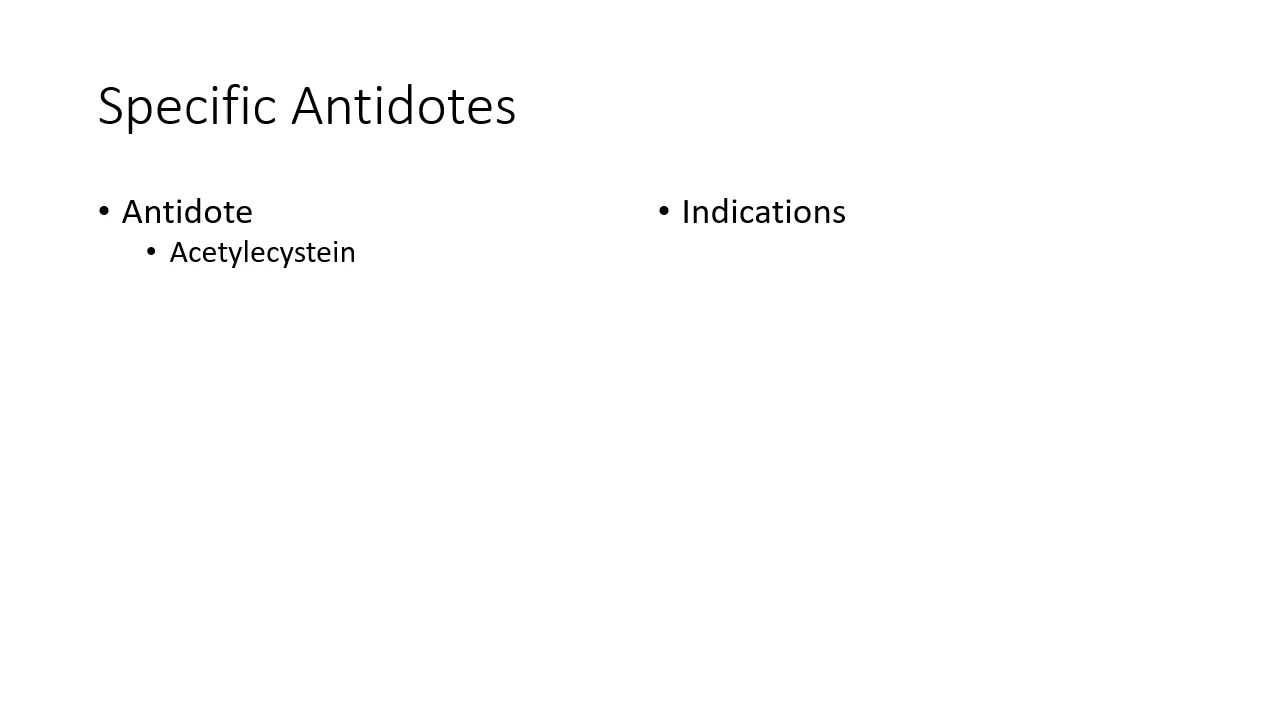 Specific Antidotes
• Antidote
• Acetylecystein
• Indications